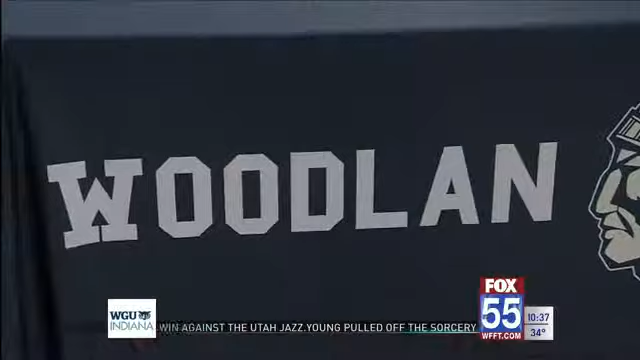 WOODLAN
FOX
55
WFFT.COM
10:37
34°
WGU
INDIANA
.WIN AGAINST THE UTAH JAZZ.YOUNG PULLED OFF THE SORCERY